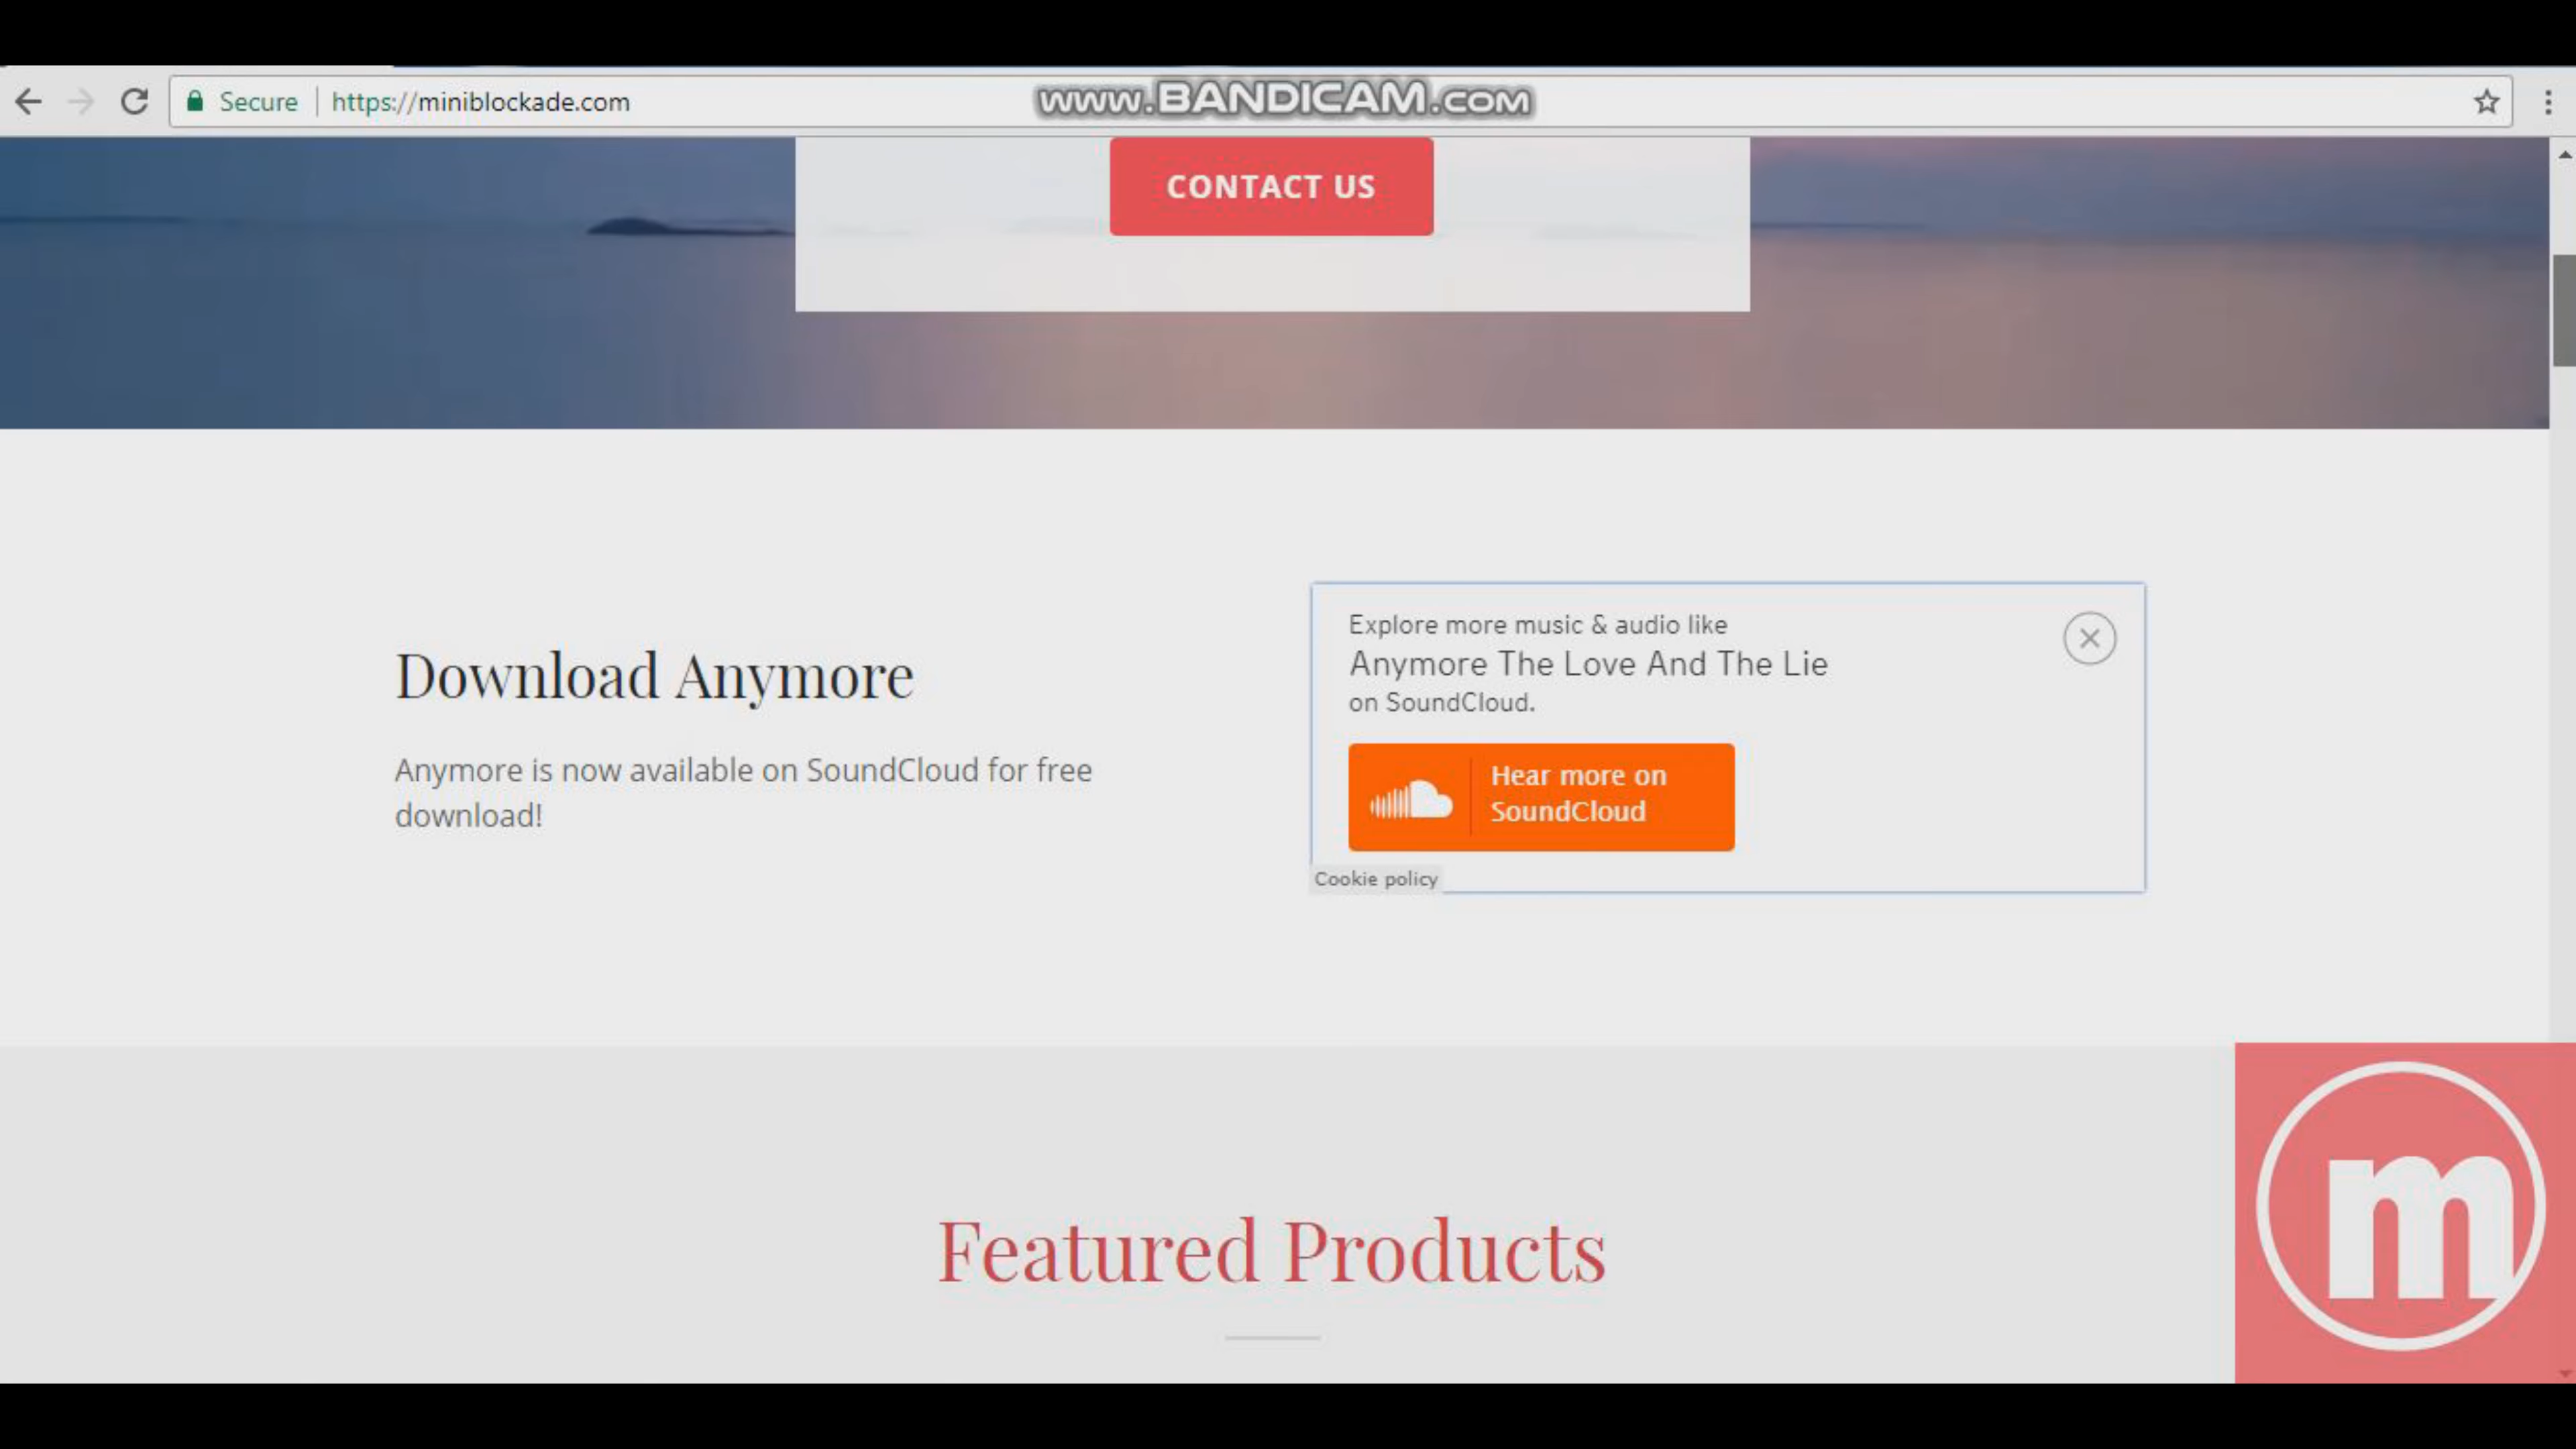 Secure https://miniblockade.com
www.BANDICAM.com
CONTACT US
Download Anymore
Anymore is now available on SoundCloud for free
download!
Explore more music & audio like
Anymore The Love And The Lie
on SoundCloud.
Hear more on
SoundCloud
Cookie policy
Featured Products
m